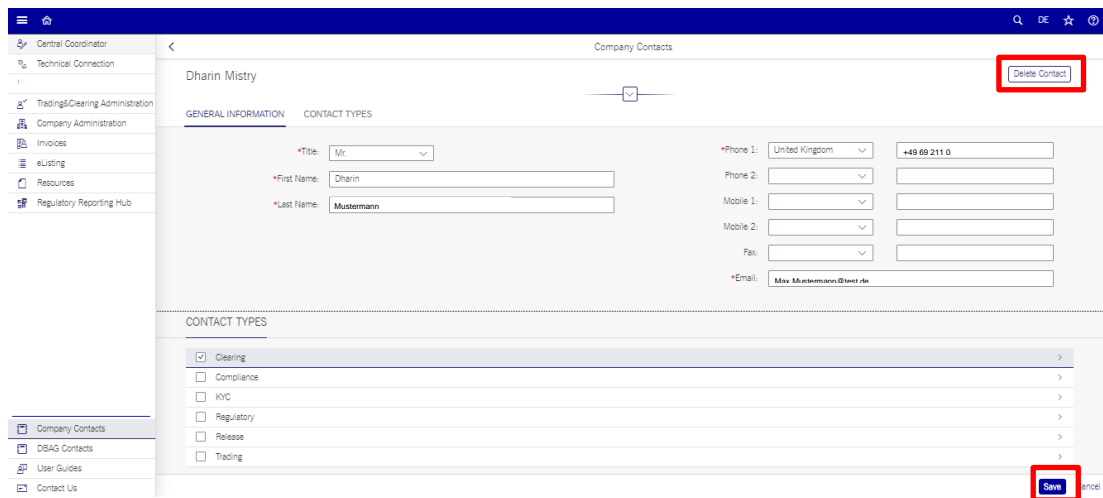 DE
Central Coordinator
Technical Connection
Trading&Clearing Administration
Company Administration
Invoices
eListing
Resources
Regulatory Reporting Hub
Company Contacts
DBAG Contacts
User Guides
Contact Us
Company Contacts
Dharin Mistry
Delete Contact
GENERAL INFORMATION CONTACT TYPES
*Title: Mr.
*First Name: Dharin
*Last Name: Mustermann
*Phone 1: United Kingdom +49 69 211 0
Phone 2:
Mobile 1:
Mobile 2:
Fax:
*Email: Max.Mustermann@test.de
CONTACT TYPES
Clearing
Compliance
KYC
Regulatory
Release
Trading
Save ancel